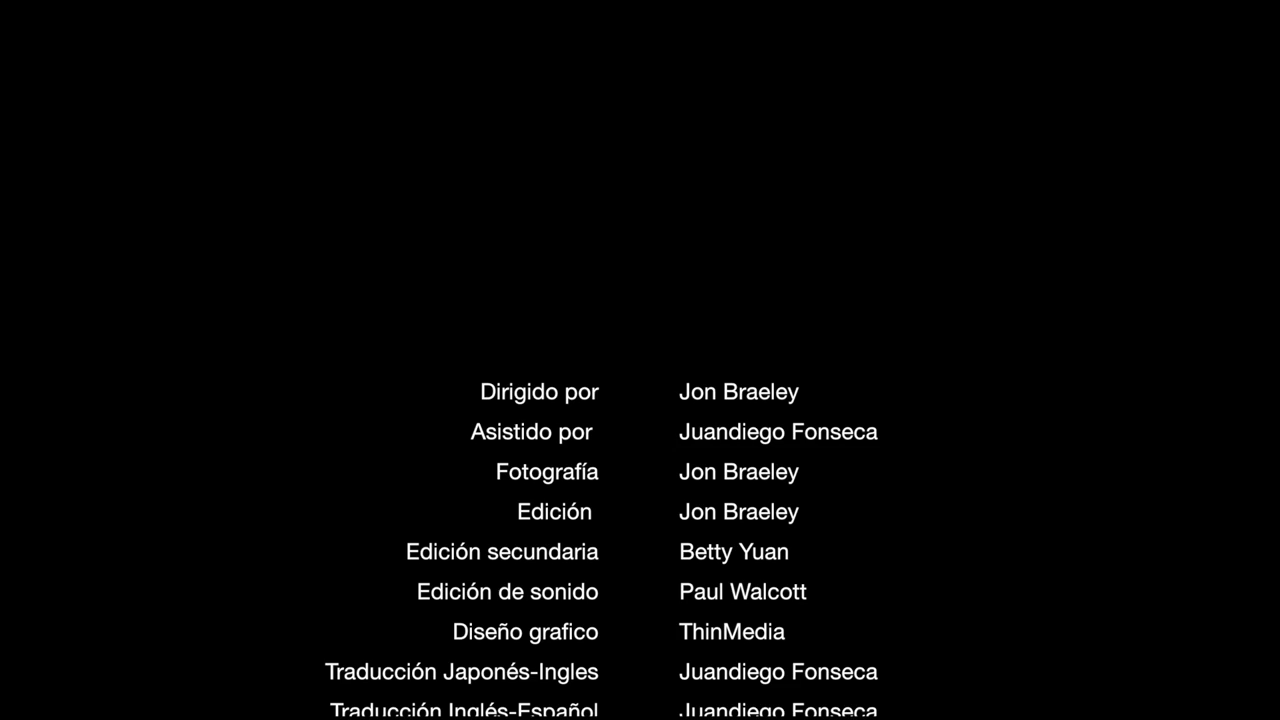 Dirigido por Jon Braeley
Asistido por Juandiego Fonseca
Fotografía Jon Braeley
Edición Jon Braeley
Edición secundaria Betty Yuan
Edición de sonido Paul Walcott
Diseño grafico ThinMedia
Traducción Japonés-Ingles Juandiego Fonseca
Traducción Inglés-Español Juandiego Fonseca